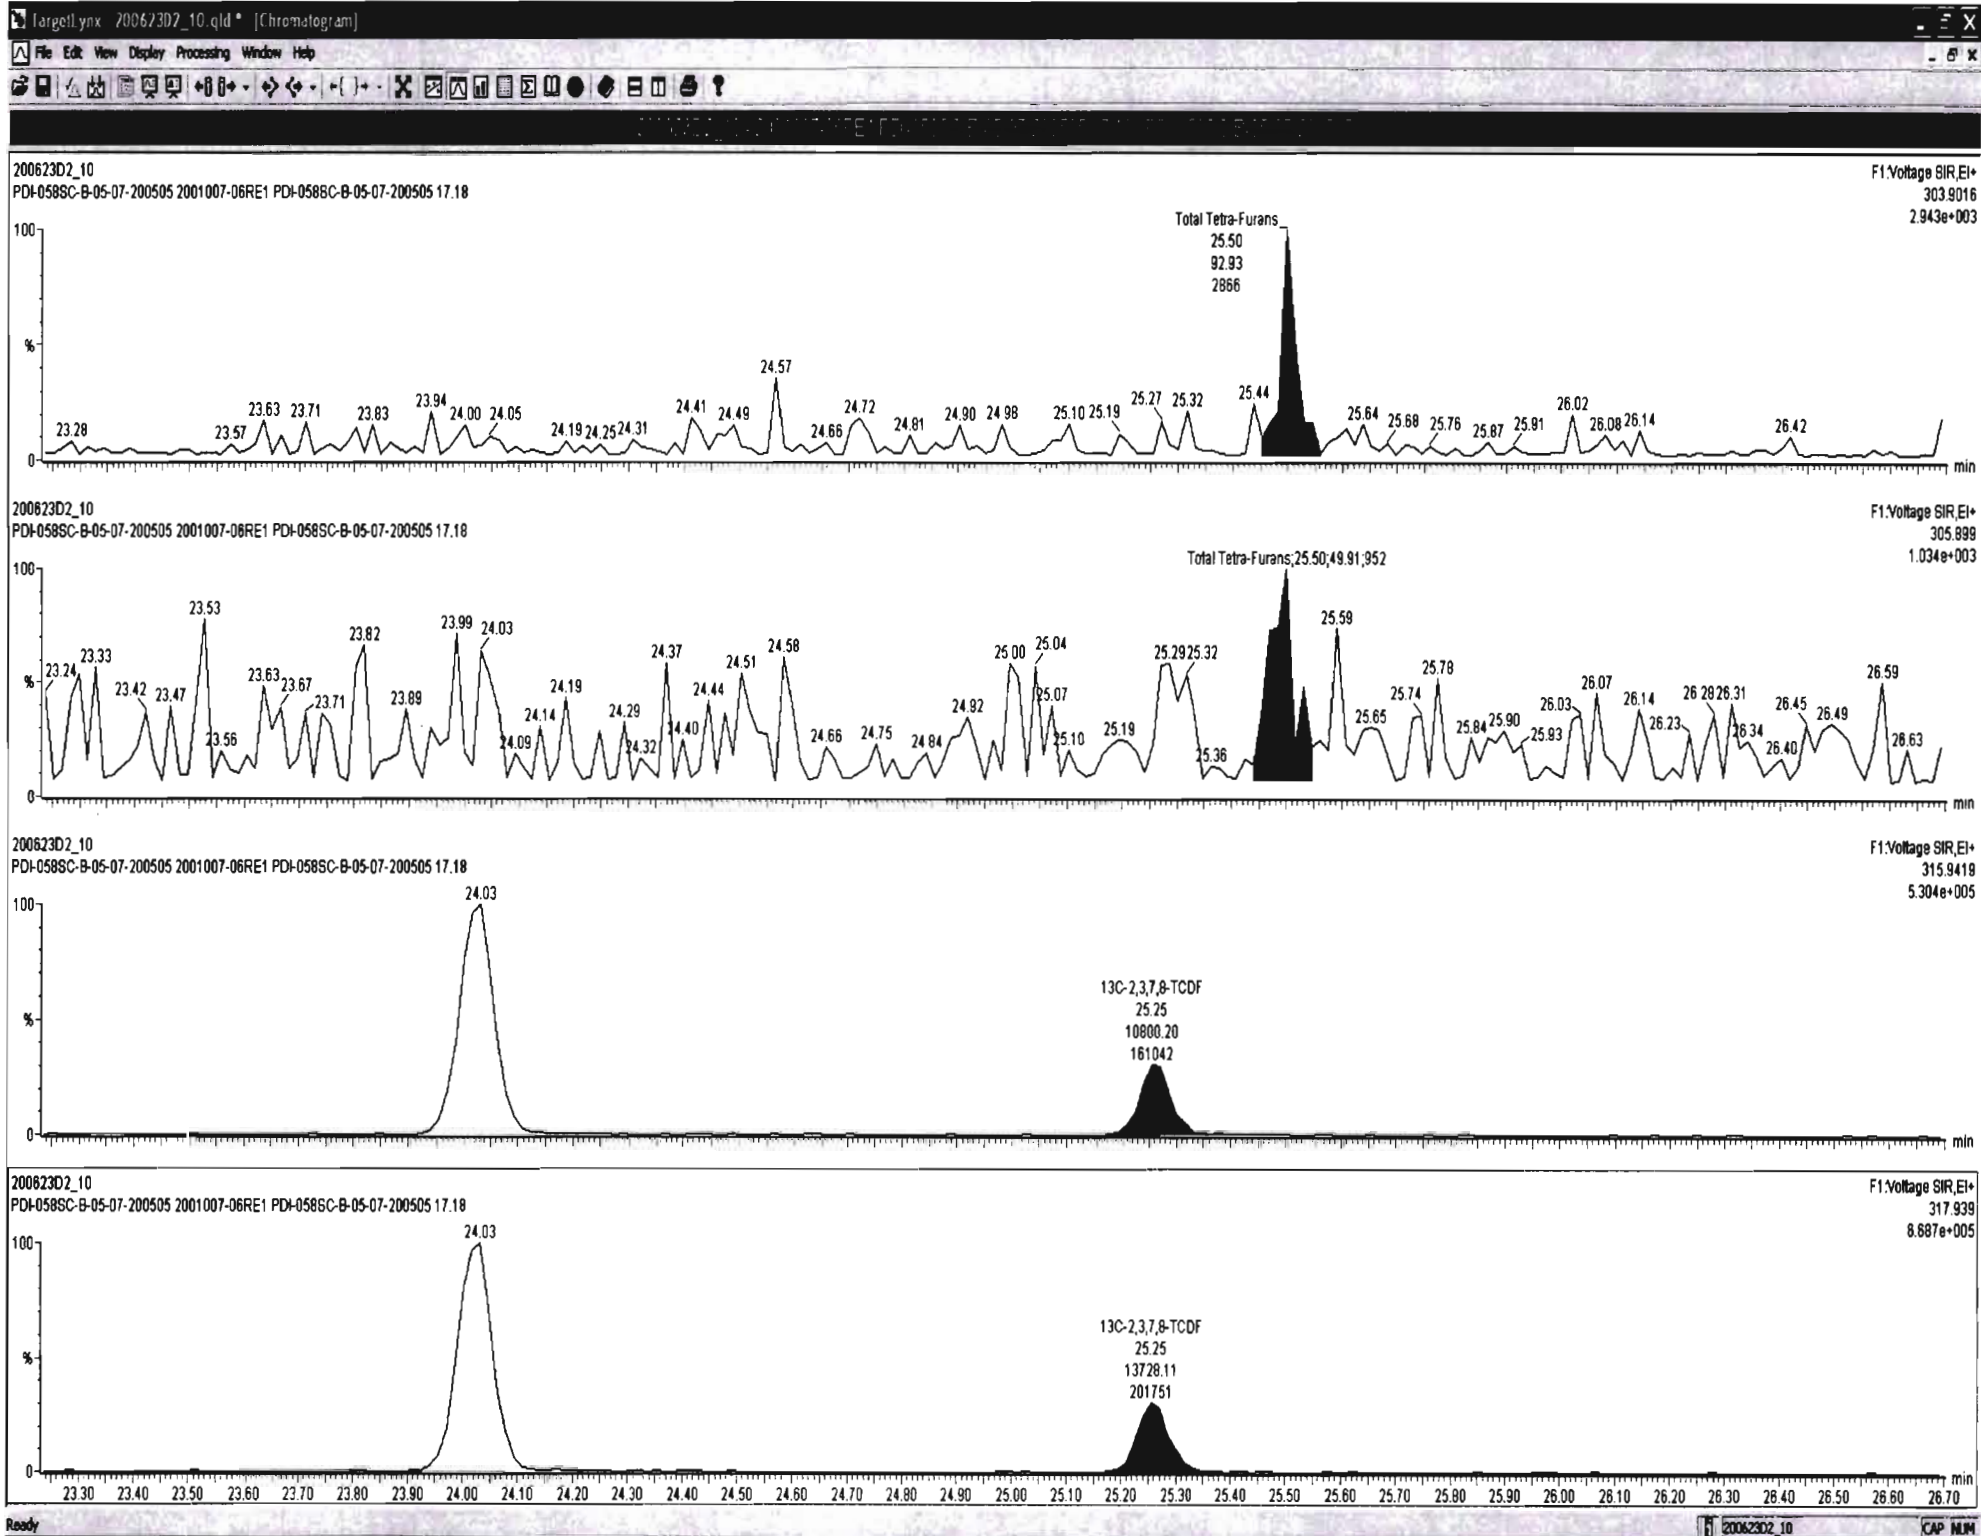 TargetLynx 200623D2_10.qld * [Chromatogram]
File Edit View Display Processing Window Help
200623D2_10
PDI-058SC-B-05-07-200505 2001007-06RE1 PDI-058SC-B-05-07-200505 17.18
F1:Voltage SIR,EI+
303.9016
2.943e+003
Total Tetra-Furans
25.50
92.93
2866
100
%
0
23.28 23.57 23.63 23.71 23.83 23.94 24.00 24.05 24.19 24.25 24.31 24.41 24.49 24.57 24.66 24.72 24.81 24.90 24.98 25.10 25.19 25.27 25.32 25.44 25.64 25.68 25.76 25.87 25.91 26.02 26.08 26.14 26.42
min
200623D2_10
PDI-058SC-B-05-07-200505 2001007-06RE1 PDI-058SC-B-05-07-200505 17.18
F1:Voltage SIR,EI+
305.899
1.034e+003
Total Tetra-Furans;25.50;49.91;952
100
%
0
23.24 23.33 23.42 23.47 23.53 23.56 23.63 23.67 23.71 23.82 23.89 23.99 24.03 24.09 24.14 24.19 24.29 24.32 24.37 24.40 24.44 24.51 24.58 24.66 24.75 24.84 24.92 25.00 25.04 25.07 25.10 25.19 25.29 25.32 25.36 25.59 25.65 25.74 25.78 25.84 25.90 25.93 26.03 26.07 26.14 26.23 26.28 26.31 26.34 26.40 26.45 26.49 26.59 26.63
min
200623D2_10
PDI-058SC-B-05-07-200505 2001007-06RE1 PDI-058SC-B-05-07-200505 17.18
F1:Voltage SIR,EI+
315.9419
5.304e+005
24.03
13C-2,3,7,8-TCDF
25.25
10800.20
161042
100
%
0
min
200623D2_10
PDI-058SC-B-05-07-200505 2001007-06RE1 PDI-058SC-B-05-07-200505 17.18
F1:Voltage SIR,EI+
317.939
8.687e+005
24.03
13C-2,3,7,8-TCDF
25.25
13728.11
201751
100
%
0
min
23.30 23.40 23.50 23.60 23.70 23.80 23.90 24.00 24.10 24.20 24.30 24.40 24.50 24.60 24.70 24.80 24.90 25.00 25.10 25.20 25.30 25.40 25.50 25.60 25.70 25.80 25.90 26.00 26.10 26.20 26.30 26.40 26.50 26.60 26.70
Ready
200623D2_10
CAP NUM